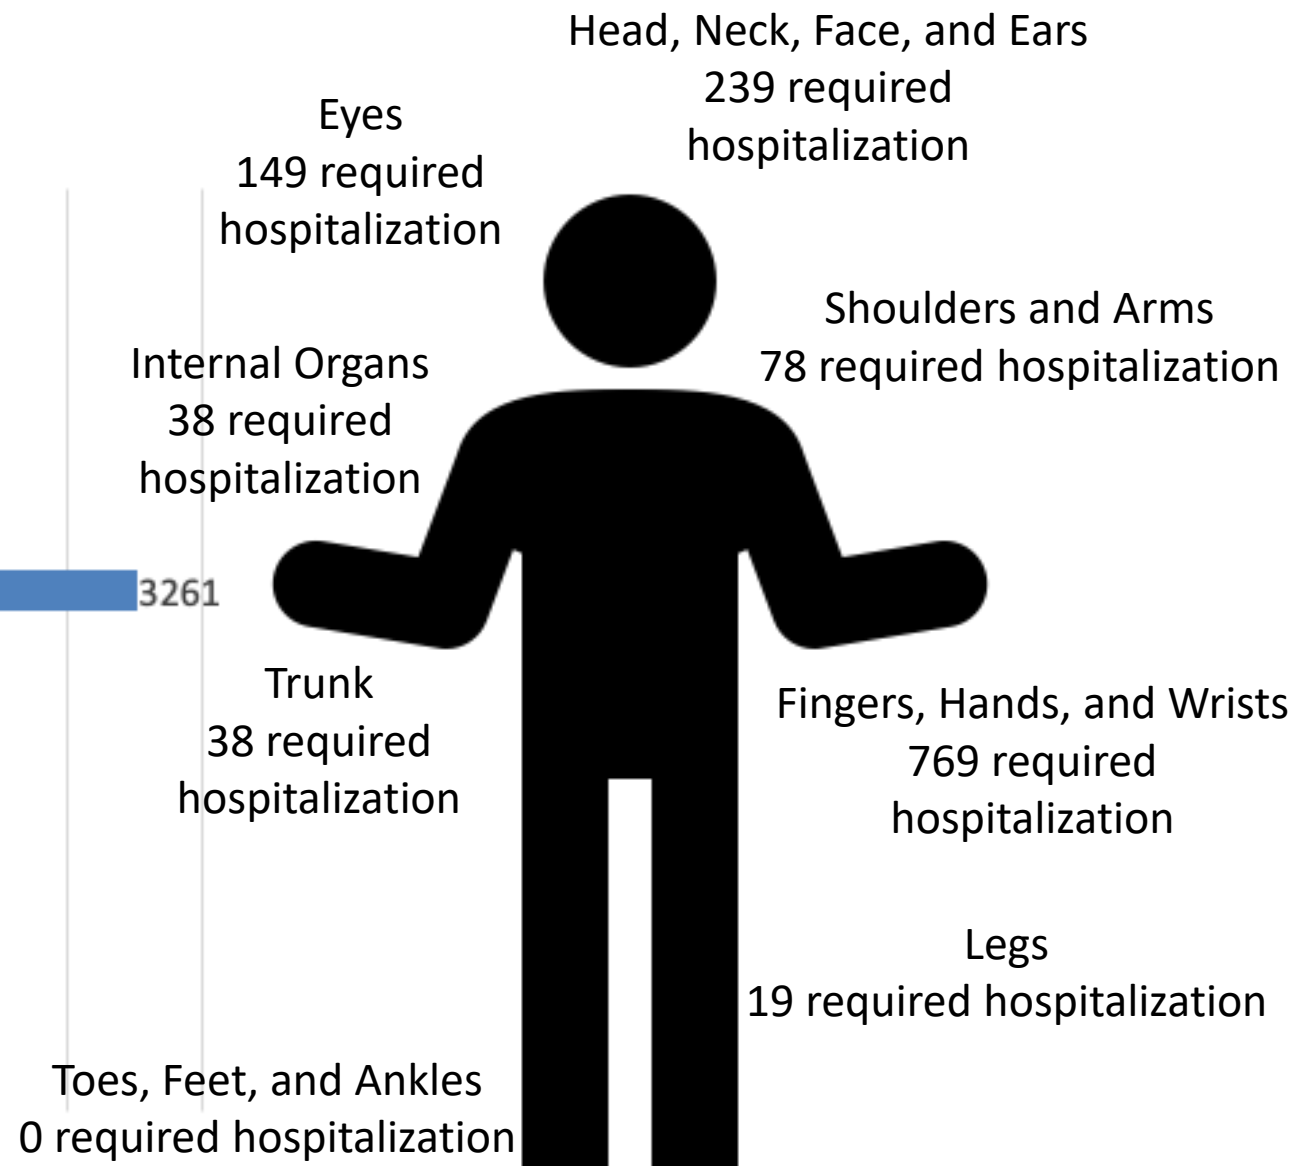 Head, Neck, Face, and Ears
239 required
hospitalization
Eyes
149 required
hospitalization
Shoulders and Arms
78 required hospitalization
Internal Organs
38 required
hospitalization
3261
Trunk
38 required
hospitalization
Fingers, Hands, and Wrists
769 required
hospitalization
Legs
19 required hospitalization
Toes, Feet, and Ankles
0 required hospitalization